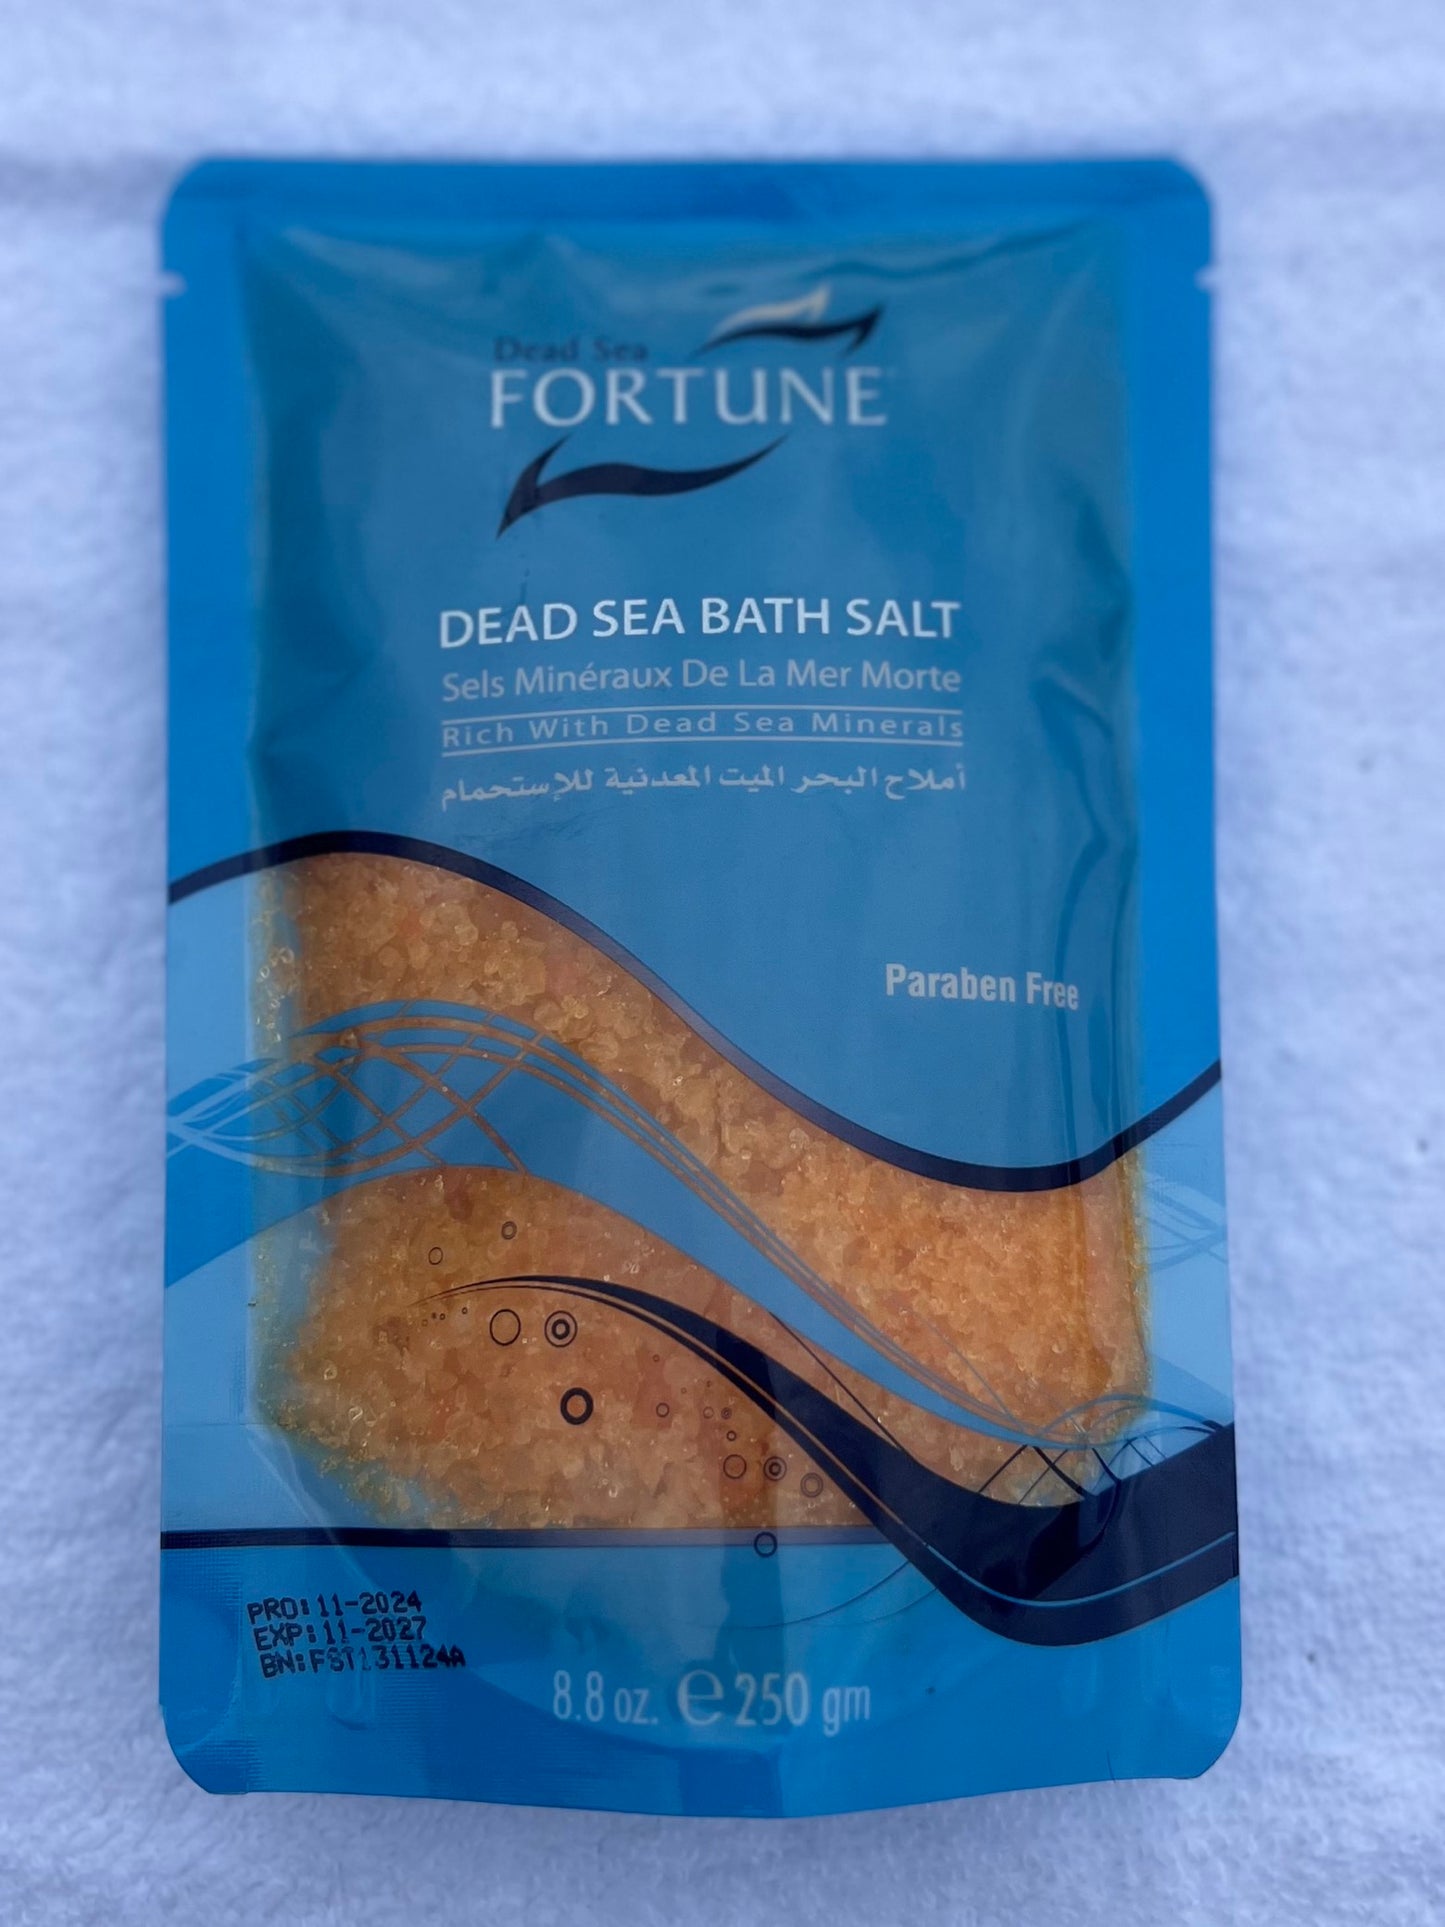 Dead Sea
FORTUNE
DEAD SEA BATH SALT
Sels Minéraux De La Mer Morte
Rich With Dead Sea Minerals
أملاح البحر الميت المعدنية للإستحمام
Paraben Free
PRO:11-2024
EXP:11-2027
BN:FST131124A
8.8 oz. ℮ 250 gm